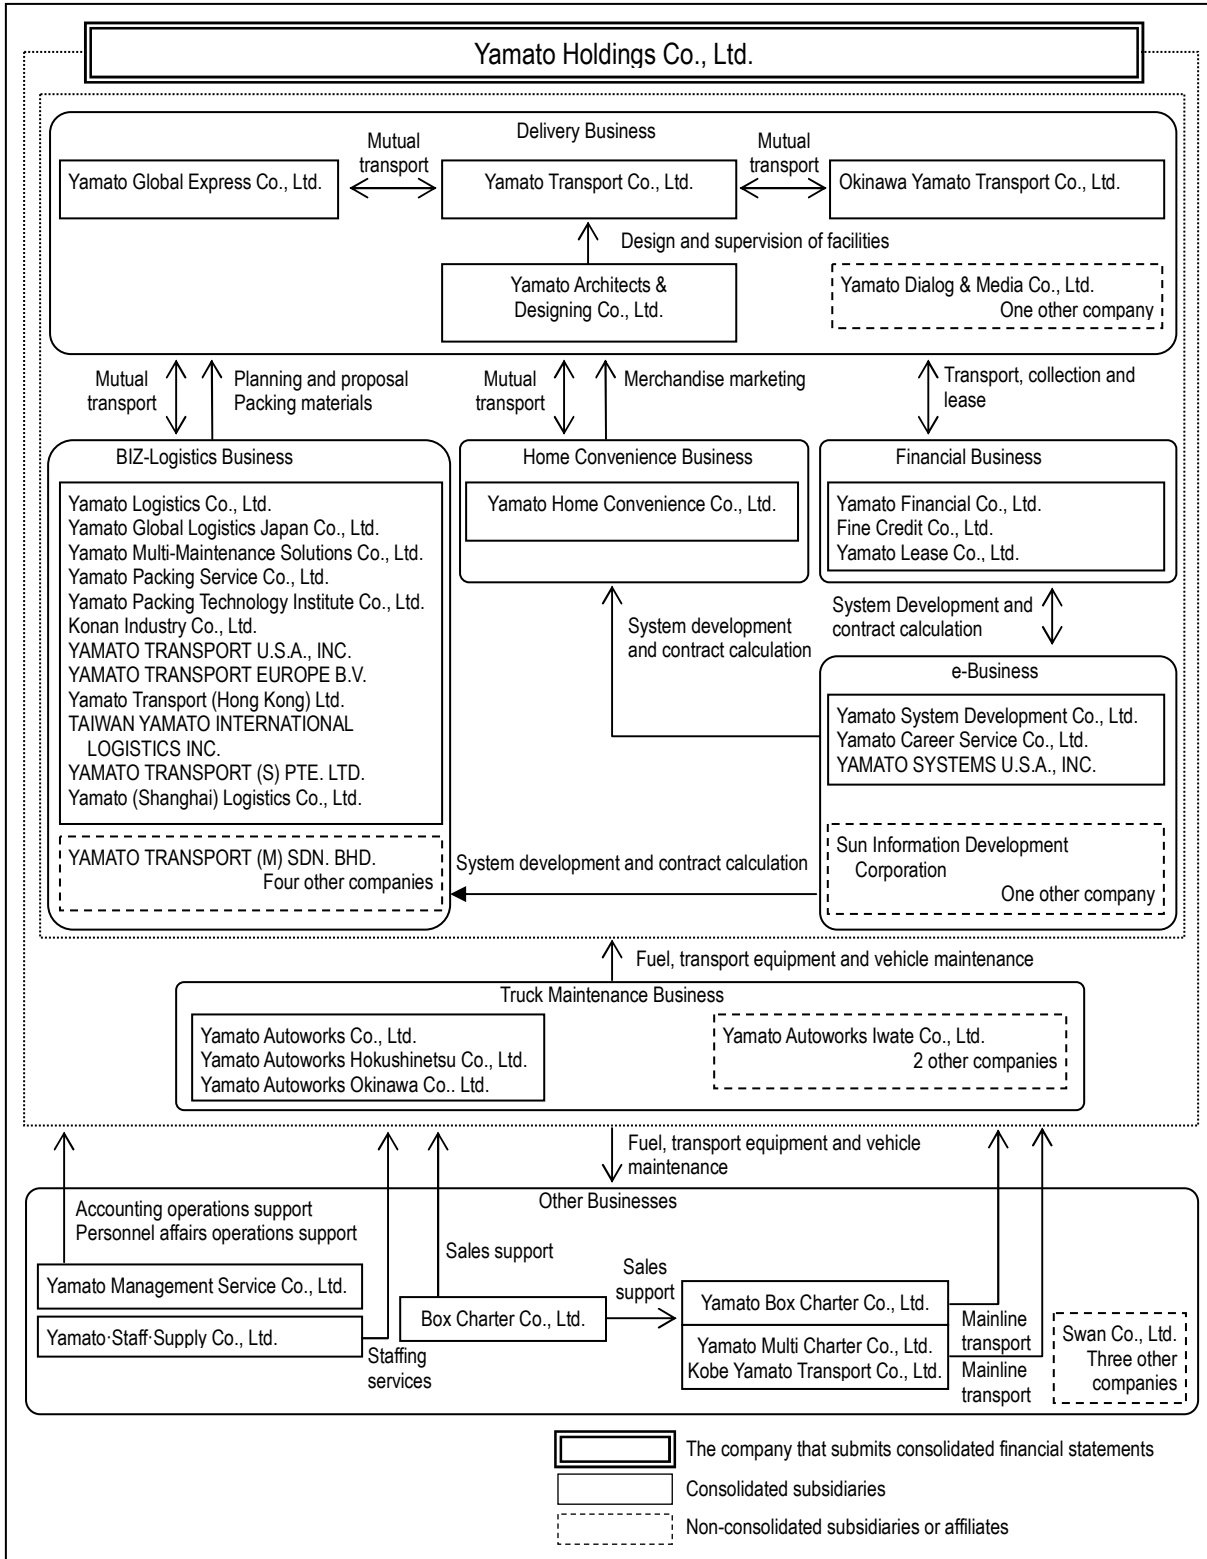 Yamato Holdings Co., Ltd.
Delivery Business
Mutual
transport
Mutual
transport
Yamato Global Express Co., Ltd.
Yamato Transport Co., Ltd.
Okinawa Yamato Transport Co., Ltd.
Design and supervision of facilities
Yamato Architects &
Designing Co., Ltd.
Yamato Dialog & Media Co., Ltd.
One other company
Mutual
transport
Planning and proposal
Packing materials
Mutual
transport
Merchandise marketing
Transport, collection and
lease
BIZ-Logistics Business
Yamato Logistics Co., Ltd.
Yamato Global Logistics Japan Co., Ltd.
Yamato Multi-Maintenance Solutions Co., Ltd.
Yamato Packing Service Co., Ltd.
Yamato Packing Technology Institute Co., Ltd.
Konan Industry Co., Ltd.
YAMATO TRANSPORT U.S.A., INC.
YAMATO TRANSPORT EUROPE B.V.
Yamato Transport (Hong Kong) Ltd.
TAIWAN YAMATO INTERNATIONAL
LOGISTICS INC.
YAMATO TRANSPORT (S) PTE. LTD.
Yamato (Shanghai) Logistics Co., Ltd.
YAMATO TRANSPORT (M) SDN. BHD.
Four other companies
Home Convenience Business
Yamato Home Convenience Co., Ltd.
Financial Business
Yamato Financial Co., Ltd.
Fine Credit Co., Ltd.
Yamato Lease Co., Ltd.
System development
and contract calculation
System Development and
contract calculation
e-Business
Yamato System Development Co., Ltd.
Yamato Career Service Co., Ltd.
YAMATO SYSTEMS U.S.A., INC.
Sun Information Development
Corporation
One other company
System development and contract calculation
Fuel, transport equipment and vehicle maintenance
Truck Maintenance Business
Yamato Autoworks Co., Ltd.
Yamato Autoworks Hokushinetsu Co., Ltd.
Yamato Autoworks Okinawa Co.. Ltd.
Yamato Autoworks Iwate Co., Ltd.
2 other companies
Fuel, transport equipment and vehicle
maintenance
Other Businesses
Accounting operations support
Personnel affairs operations support
Yamato Management Service Co., Ltd.
Yamato·Staff·Supply Co., Ltd.
Staffing
services
Sales support
Box Charter Co., Ltd.
Sales
support
Yamato Box Charter Co., Ltd.
Yamato Multi Charter Co., Ltd.
Kobe Yamato Transport Co., Ltd.
Mainline
transport
Mainline
transport
Swan Co., Ltd.
Three other
companies
The company that submits consolidated financial statements
Consolidated subsidiaries
Non-consolidated subsidiaries or affiliates